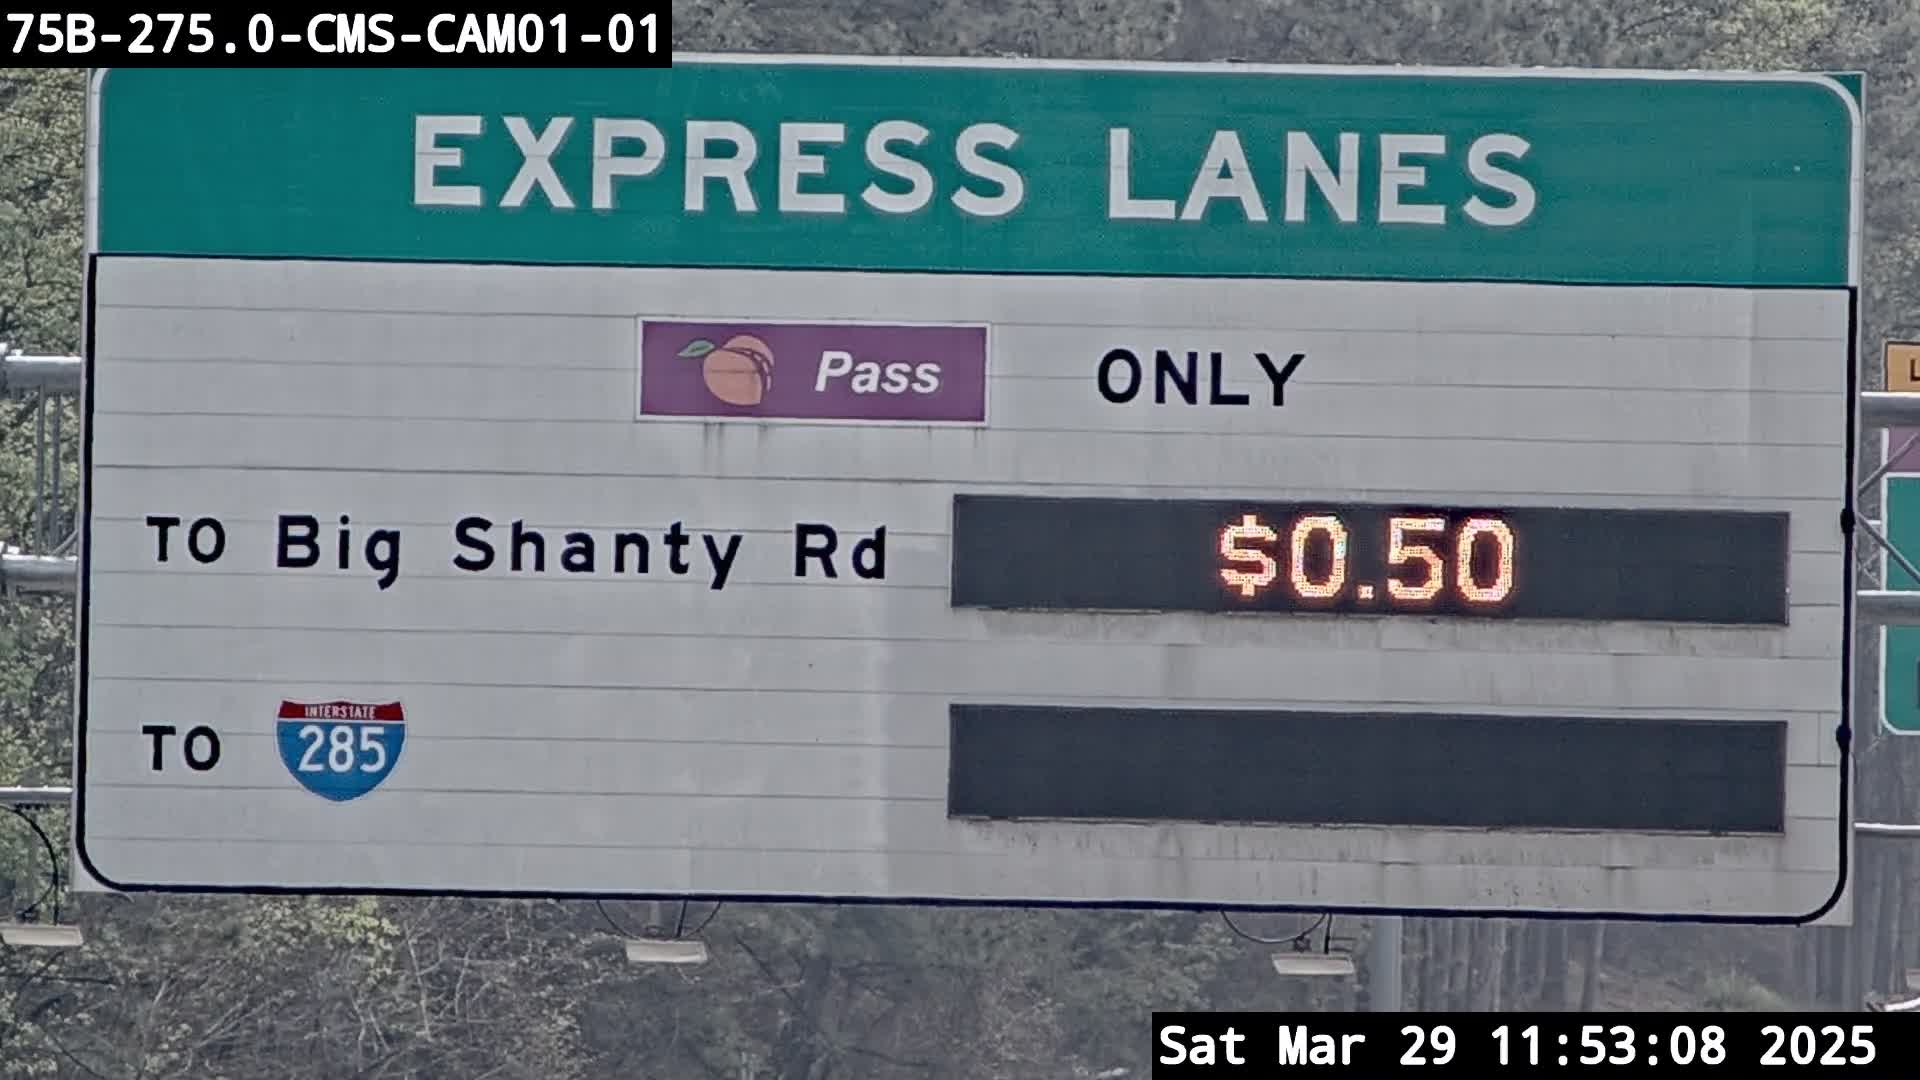 75B-275.0-CMS-CAM01-01
EXPRESS LANES
Pass ONLY
TO Big Shanty Rd $0.50
TO INTERSTATE 285
Sat Mar 29 11:53:08 2025